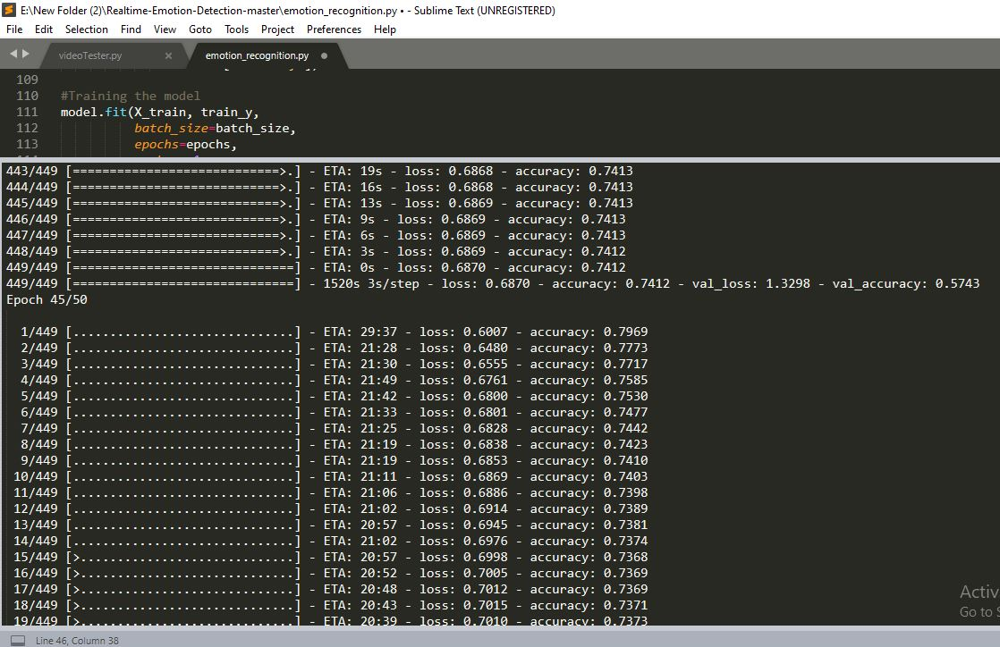 E:\New Folder (2)\Realtime-Emotion-Detection-master\emotion_recognition.py • - Sublime Text (UNREGISTERED)
File Edit Selection Find View Goto Tools Project Preferences Help
videoTester.py × emotion_recognition.py
109
110 #Training the model
111 model.fit(X_train, train_y,
112 batch_size=batch_size,
113 epochs=epochs,
443/449 [============================>.] - ETA: 19s - loss: 0.6868 - accuracy: 0.7413
444/449 [============================>.] - ETA: 16s - loss: 0.6868 - accuracy: 0.7413
445/449 [============================>.] - ETA: 13s - loss: 0.6869 - accuracy: 0.7413
446/449 [============================>.] - ETA: 9s - loss: 0.6869 - accuracy: 0.7413
447/449 [============================>.] - ETA: 6s - loss: 0.6869 - accuracy: 0.7413
448/449 [============================>.] - ETA: 3s - loss: 0.6869 - accuracy: 0.7412
449/449 [==============================] - ETA: 0s - loss: 0.6870 - accuracy: 0.7412
449/449 [==============================] - 1520s 3s/step - loss: 0.6870 - accuracy: 0.7412 - val_loss: 1.3298 - val_accuracy: 0.5743
Epoch 45/50
1/449 [..............................] - ETA: 29:37 - loss: 0.6007 - accuracy: 0.7969
2/449 [..............................] - ETA: 21:28 - loss: 0.6480 - accuracy: 0.7773
3/449 [..............................] - ETA: 21:30 - loss: 0.6555 - accuracy: 0.7717
4/449 [..............................] - ETA: 21:49 - loss: 0.6761 - accuracy: 0.7585
5/449 [..............................] - ETA: 21:42 - loss: 0.6800 - accuracy: 0.7530
6/449 [..............................] - ETA: 21:33 - loss: 0.6801 - accuracy: 0.7477
7/449 [..............................] - ETA: 21:25 - loss: 0.6828 - accuracy: 0.7442
8/449 [..............................] - ETA: 21:19 - loss: 0.6838 - accuracy: 0.7423
9/449 [..............................] - ETA: 21:19 - loss: 0.6853 - accuracy: 0.7410
10/449 [..............................] - ETA: 21:11 - loss: 0.6869 - accuracy: 0.7403
11/449 [..............................] - ETA: 21:06 - loss: 0.6886 - accuracy: 0.7398
12/449 [..............................] - ETA: 21:02 - loss: 0.6914 - accuracy: 0.7389
13/449 [..............................] - ETA: 20:57 - loss: 0.6945 - accuracy: 0.7381
14/449 [..............................] - ETA: 21:02 - loss: 0.6976 - accuracy: 0.7374
15/449 [>.............................] - ETA: 20:57 - loss: 0.6998 - accuracy: 0.7368
16/449 [>.............................] - ETA: 20:52 - loss: 0.7005 - accuracy: 0.7369
17/449 [>.............................] - ETA: 20:48 - loss: 0.7012 - accuracy: 0.7369
18/449 [>.............................] - ETA: 20:43 - loss: 0.7015 - accuracy: 0.7371
19/449 [>.............................] - ETA: 20:39 - loss: 0.7010 - accuracy: 0.7373
Activ
Go to S
Line 46, Column 38